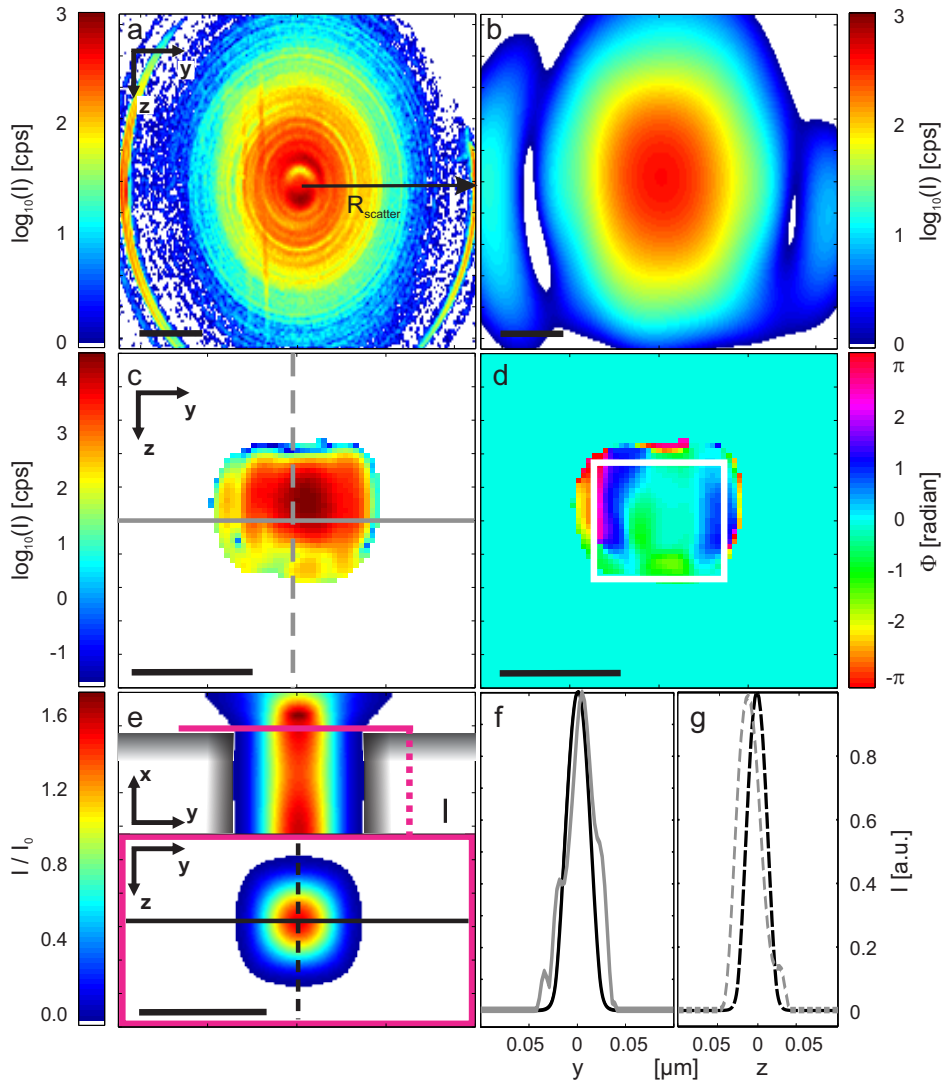 3
2
1
0
log₁₀(I) [cps]
a
y
z
R_scatter
b
3
2
1
0
log₁₀(I) [cps]
4
3
2
1
0
-1
log₁₀(I) [cps]
c
y
z
d
π
2
1
0
-1
-2
-π
Φ [radian]
1.6
1.2
0.8
0.4
0.0
I / I₀
e
x
y
y
z
f
g
0.8
0.6
0.4
0.2
0
I [a.u.]
0.05 0 0.05 0.05 0 0.05
y [µm] z